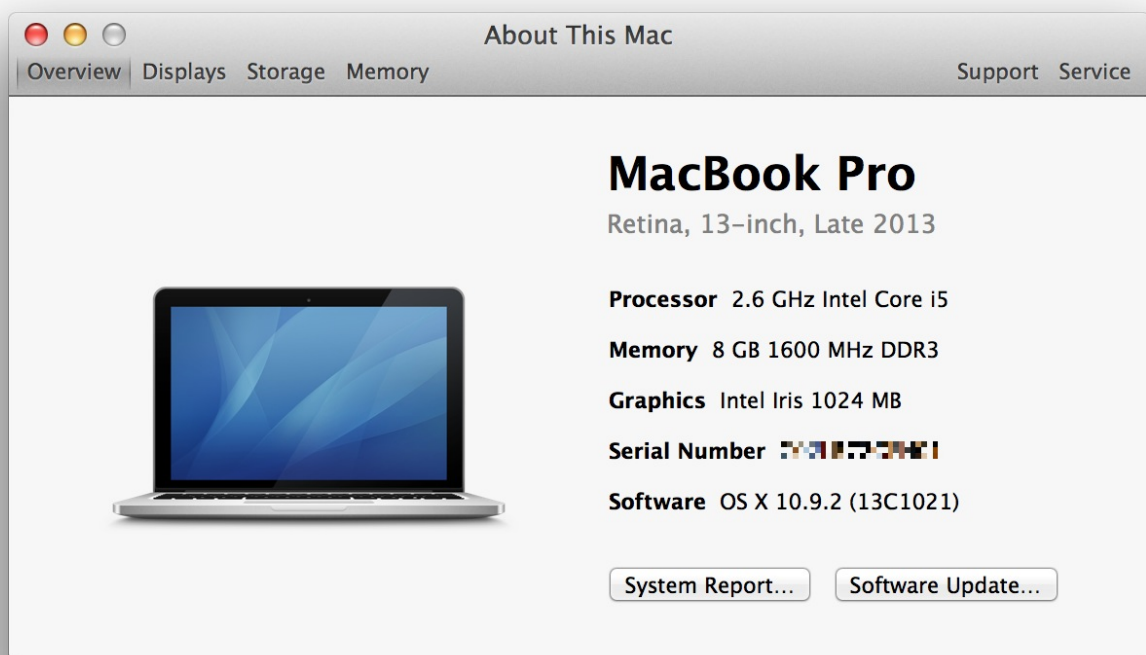 About This Mac
Overview Displays Storage Memory Support Service
MacBook Pro
Retina, 13-inch, Late 2013
Processor 2.6 GHz Intel Core i5
Memory 8 GB 1600 MHz DDR3
Graphics Intel Iris 1024 MB
Serial Number
Software OS X 10.9.2 (13C1021)
System Report... Software Update...